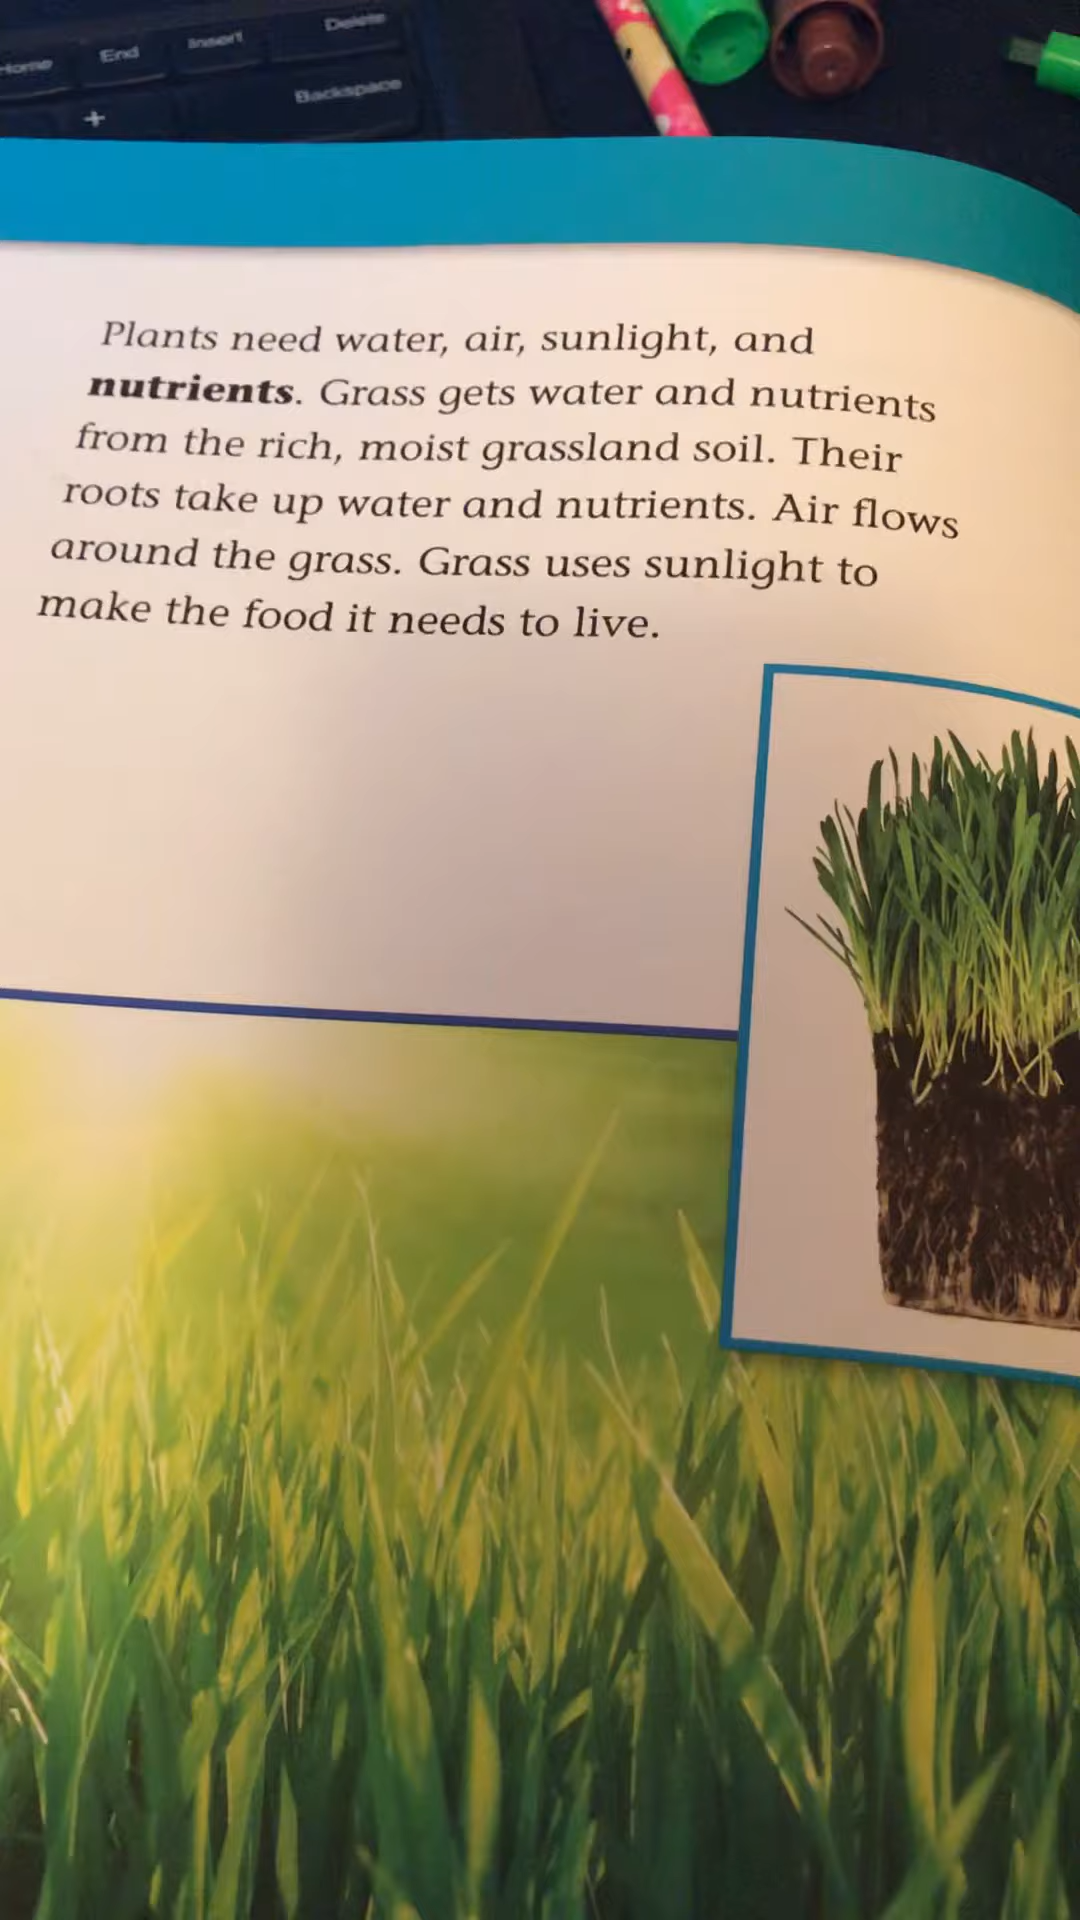 Home End Insert Delete
+ Backspace
Plants need water, air, sunlight, and
nutrients. Grass gets water and nutrients
from the rich, moist grassland soil. Their
roots take up water and nutrients. Air flows
around the grass. Grass uses sunlight to
make the food it needs to live.